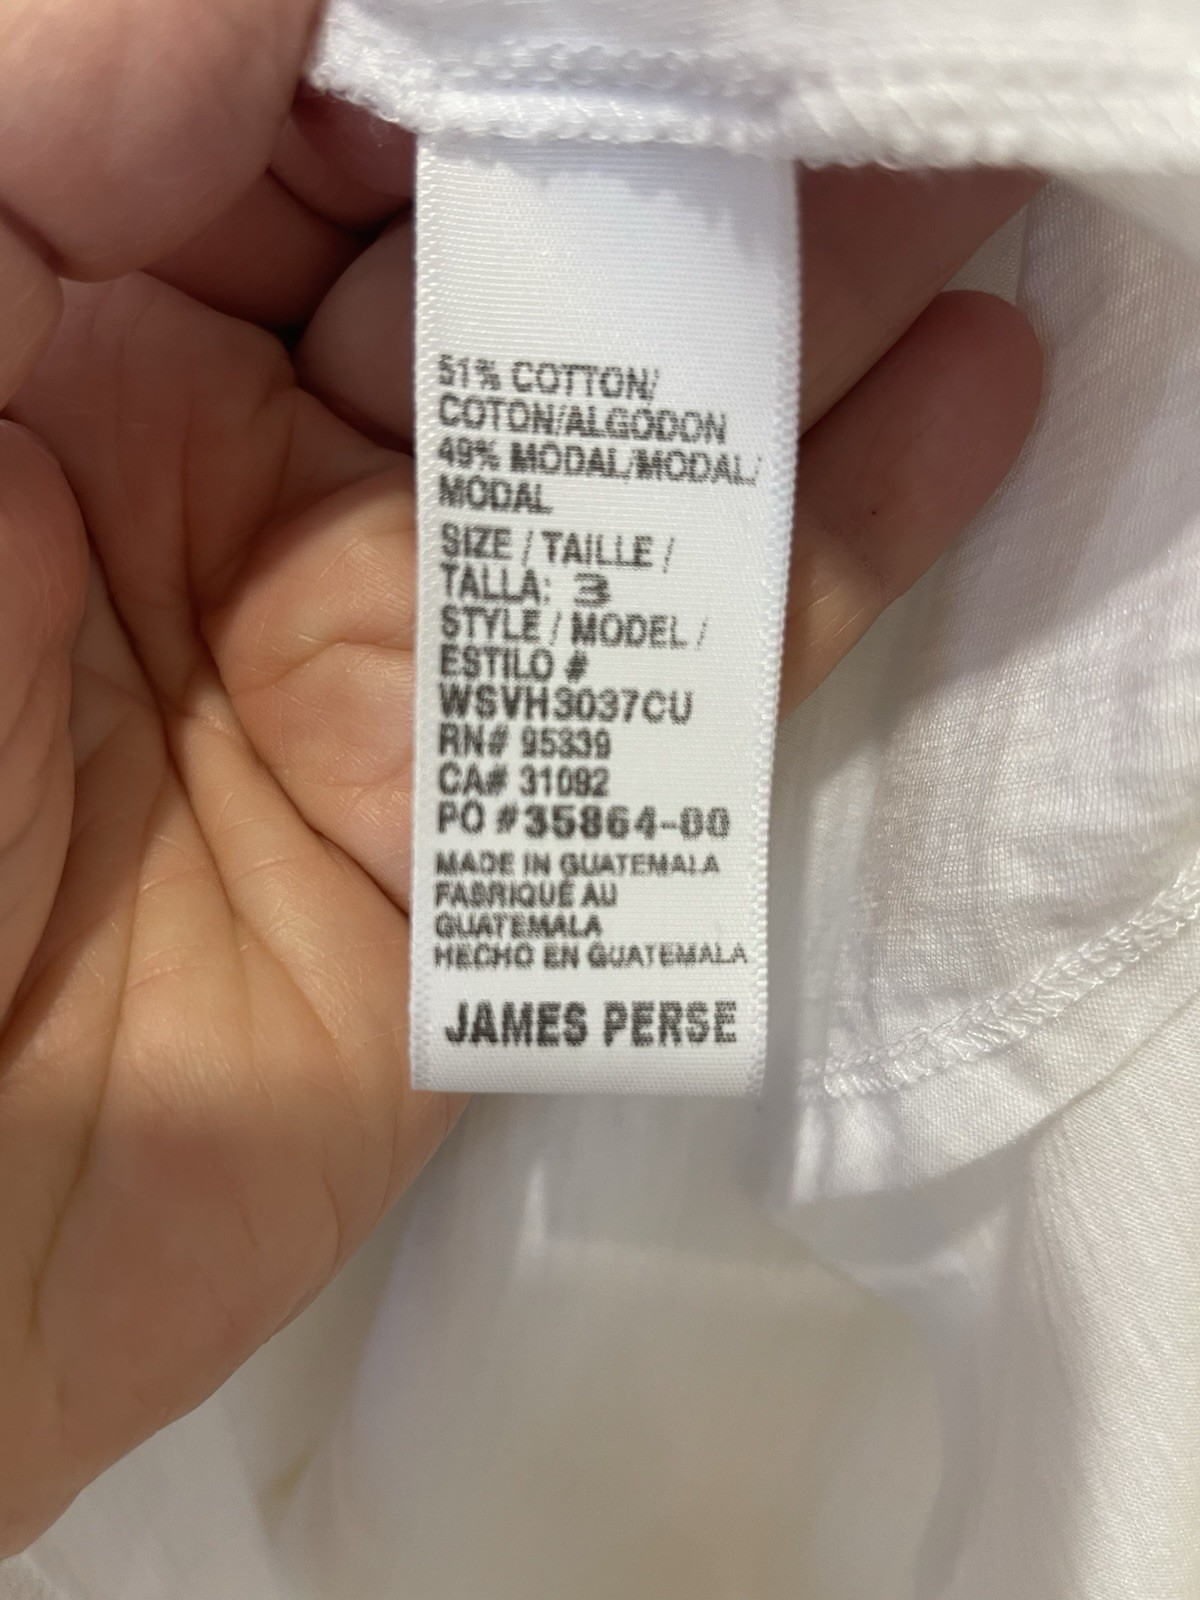 51% COTTON/
COTON/ALGODON
49% MODAL/MODAL/
MODAL
SIZE / TAILLE /
TALLA: 3
STYLE / MODEL /
ESTILO #
WSVH3037CU
RN# 95339
CA# 31092
PO #35864-00
MADE IN GUATEMALA
FABRIQUÉ AU
GUATEMALA
HECHO EN GUATEMALA
JAMES PERSE